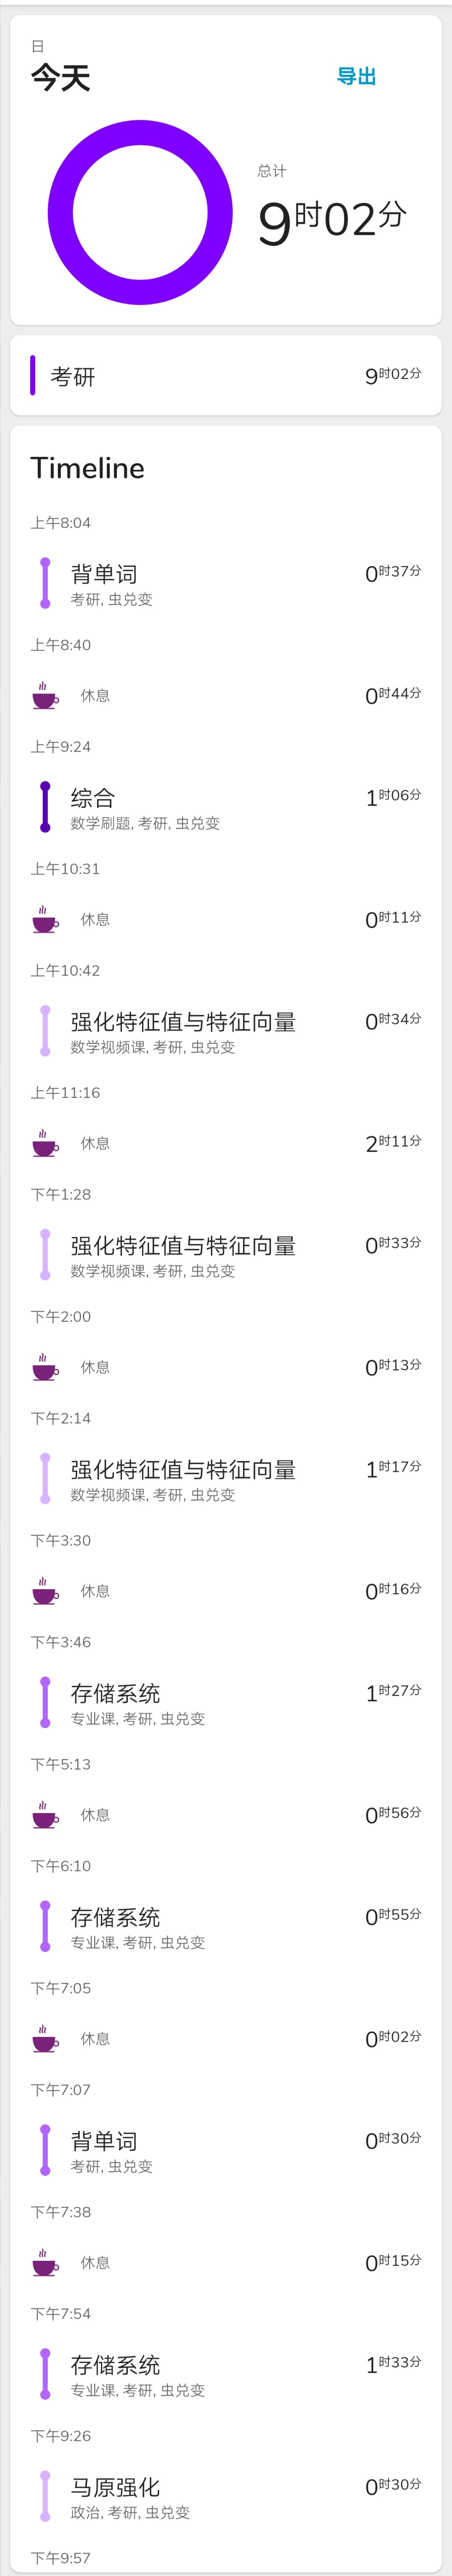 日
今天
导出
总计
9时02分
考研 9时02分
Timeline
上午8:04
背单词 0时37分
考研, 虫兑变
上午8:40
休息 0时44分
上午9:24
综合 1时06分
数学刷题, 考研, 虫兑变
上午10:31
休息 0时11分
上午10:42
强化特征值与特征向量 0时34分
数学视频课, 考研, 虫兑变
上午11:16
休息 2时11分
下午1:28
强化特征值与特征向量 0时33分
数学视频课, 考研, 虫兑变
下午2:00
休息 0时13分
下午2:14
强化特征值与特征向量 1时17分
数学视频课, 考研, 虫兑变
下午3:30
休息 0时16分
下午3:46
存储系统 1时27分
专业课, 考研, 虫兑变
下午5:13
休息 0时56分
下午6:10
存储系统 0时55分
专业课, 考研, 虫兑变
下午7:05
休息 0时02分
下午7:07
背单词 0时30分
考研, 虫兑变
下午7:38
休息 0时15分
下午7:54
存储系统 1时33分
专业课, 考研, 虫兑变
下午9:26
马原强化 0时30分
政治, 考研, 虫兑变
下午9:57